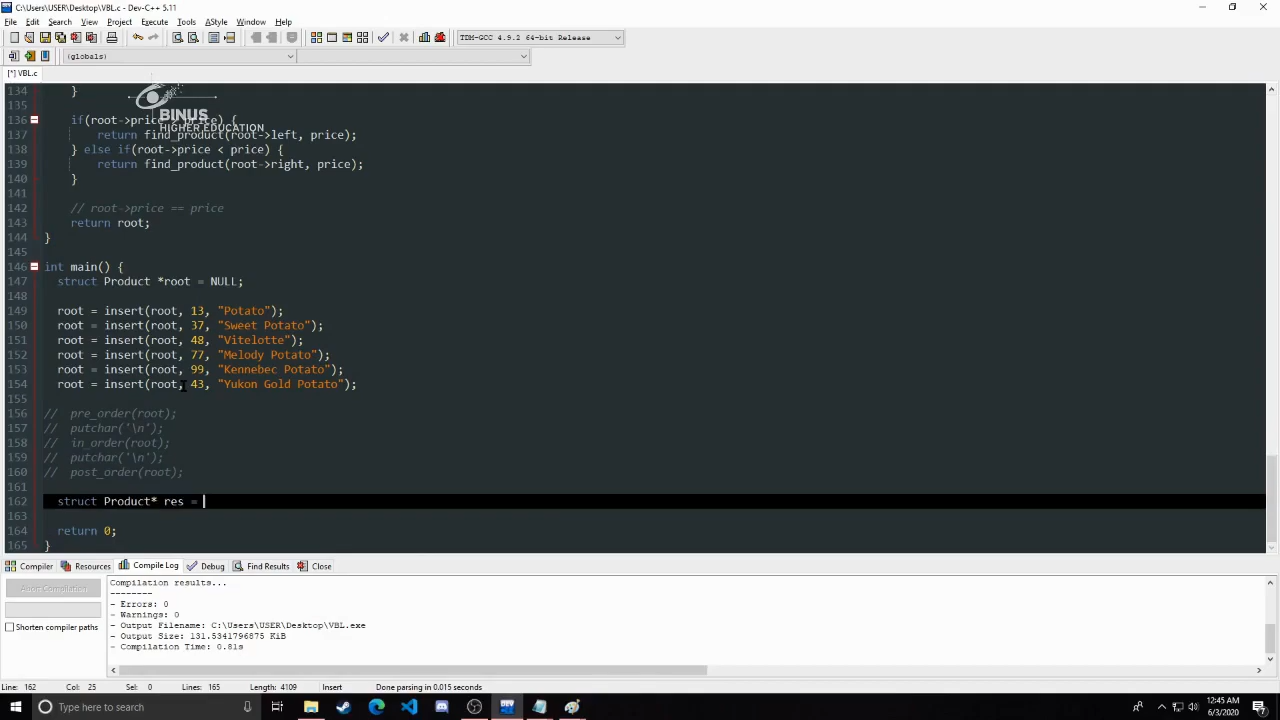 C:\Users\USER\Desktop\VBL.c - Dev-C++ 5.11
File Edit Search View Project Execute Tools AStyle Window Help
TDM-GCC 4.9.2 64-bit Release
(globals)
[*] VBL.c
BINUS
HIGHER EDUCATION
134 }
135
136 if(root->price > price) {
137 return find_product(root->left, price);
138 } else if(root->price < price) {
139 return find_product(root->right, price);
140 }
141
142 // root->price == price
143 return root;
144 }
145
146 int main() {
147 struct Product *root = NULL;
148
149 root = insert(root, 13, "Potato");
150 root = insert(root, 37, "Sweet Potato");
151 root = insert(root, 48, "Vitelotte");
152 root = insert(root, 77, "Melody Potato");
153 root = insert(root, 99, "Kennebec Potato");
154 root = insert(root, 43, "Yukon Gold Potato");
155
156 // pre_order(root);
157 // putchar('\n');
158 // in_order(root);
159 // putchar('\n');
160 // post_order(root);
161
162 struct Product* res =
163
164 return 0;
165 }
Compiler Resources Compile Log Debug Find Results Close
Abort Compilation
Shorten compiler paths
Compilation results...
--------
- Errors: 0
- Warnings: 0
- Output Filename: C:\Users\USER\Desktop\VBL.exe
- Output Size: 131.5341796875 KiB
- Compilation Time: 0.81s
Line: 162 Col: 25 Sel: 0 Lines: 165 Length: 4109 Insert Done parsing in 0.015 seconds
Type here to search
12:45 AM
6/3/2020